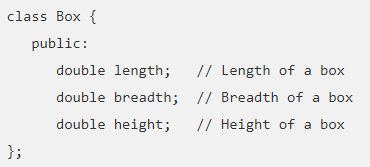 class Box {
   public:
      double length;   // Length of a box
      double breadth;  // Breadth of a box
      double height;   // Height of a box
};